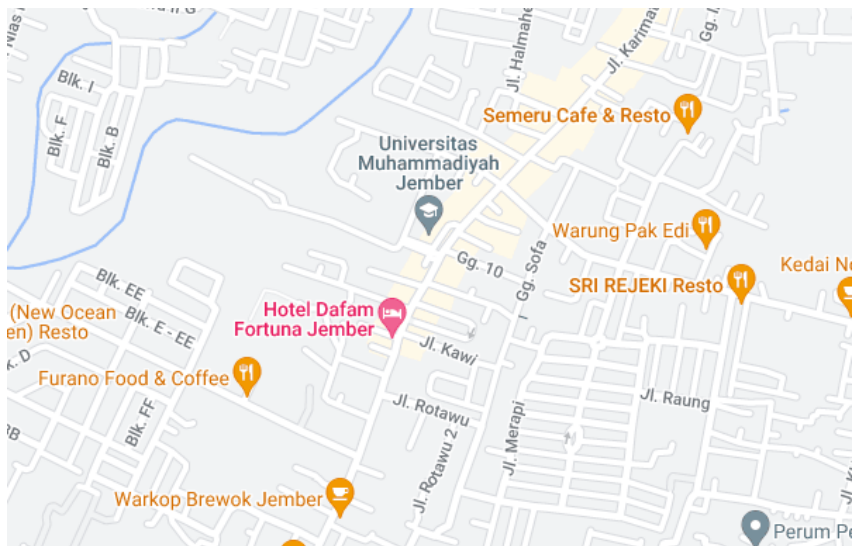 Blk. I
Blk. F
Blk. B
Jl. Halmahe
Jl. Karimat
Semeru Cafe & Resto
Universitas
Muhammadiyah
Jember
Warung Pak Edi
Gg. 10
Gg. Sofa
SRI REJEKI Resto
Kedai Ne
Blk. EE
Blk. E - EE
Hotel Dafam
Fortuna Jember
(New Ocean
en) Resto
k. D
Jl. Kawi
Furano Food & Coffee
Blk. FF
Jl. Rotawu
Jl. Raung
BB
Jl. Rotawu 2
Jl. Merapi
Warkop Brewok Jember
Perum Pe